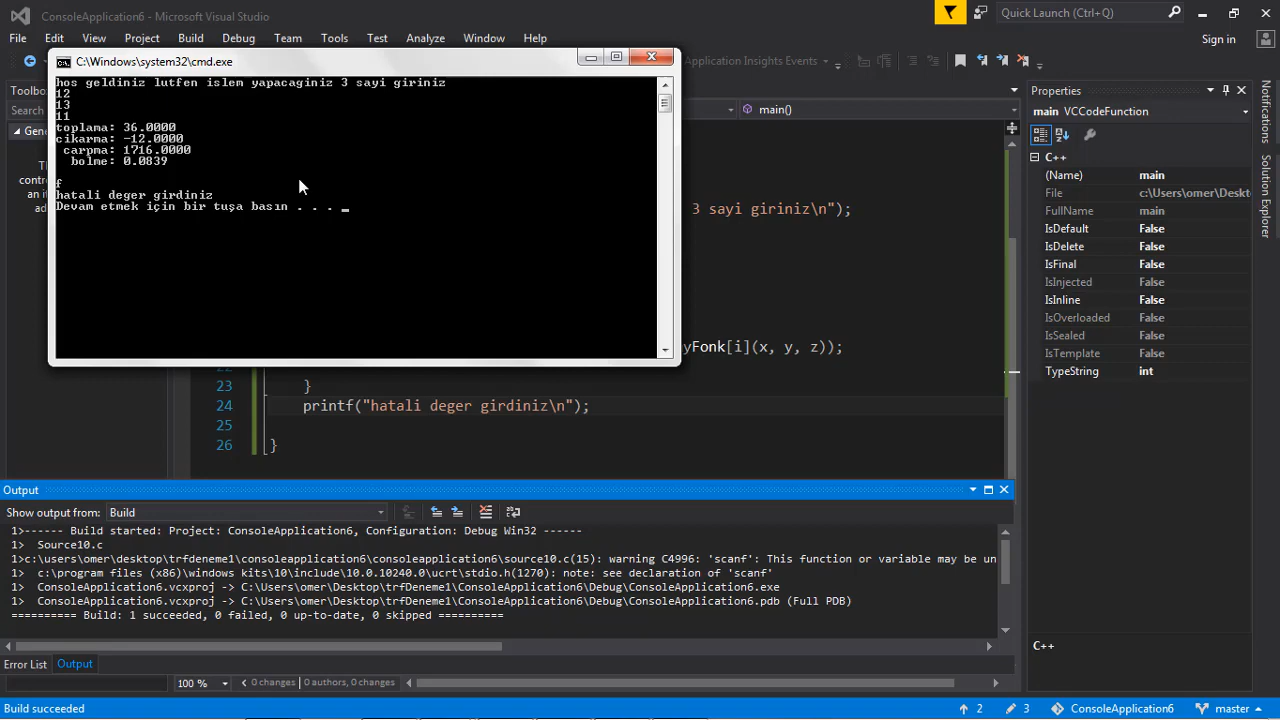 ConsoleApplication6 - Microsoft Visual Studio
Quick Launch (Ctrl+Q)
File Edit View Project Build Debug Team Tools Test Analyze Window Help
Sign in
C:\Windows\system32\cmd.exe
Application Insights Events
hos geldiniz lutfen islem yapacaginiz 3 sayi giriniz
12
13
11
toplama: 36.0000
cikarma: -12.0000
carpma: 1716.0000
bolme: 0.0839
f
hatali deger girdiniz
Devam etmek için bir tuşa basın . . . _
Toolbo
Search
Gene
Th
contro
an it
ad
main()
3 sayi giriniz\n");
yFonk[i](x, y, z));
22
23 }
24 printf("hatali deger girdiniz\n");
25
26 }
Properties
main VCCodeFunction
C++
(Name) main
File c:\users\omer\Deskt
FullName main
IsDefault False
IsDelete False
IsFinal False
IsInjected False
IsInline False
IsOverloaded False
IsSealed False
IsTemplate False
TypeString int
C++
Notifications
Solution Explorer
Output
Show output from: Build
1>------ Build started: Project: ConsoleApplication6, Configuration: Debug Win32 ------
1> Source10.c
1>c:\users\omer\desktop\trfdeneme1\consoleapplication6\consoleapplication6\source10.c(15): warning C4996: 'scanf': This function or variable may be un
1> c:\program files (x86)\windows kits\10\include\10.0.10240.0\ucrt\stdio.h(1270): note: see declaration of 'scanf'
1> ConsoleApplication6.vcxproj -> C:\Users\omer\Desktop\trfDeneme1\ConsoleApplication6\Debug\ConsoleApplication6.exe
1> ConsoleApplication6.vcxproj -> C:\Users\omer\Desktop\trfDeneme1\ConsoleApplication6\Debug\ConsoleApplication6.pdb (Full PDB)
========== Build: 1 succeeded, 0 failed, 0 up-to-date, 0 skipped ==========
Error List Output
100 % 0 changes | 0 authors, 0 changes
Build succeeded
2 3 ConsoleApplication6 master